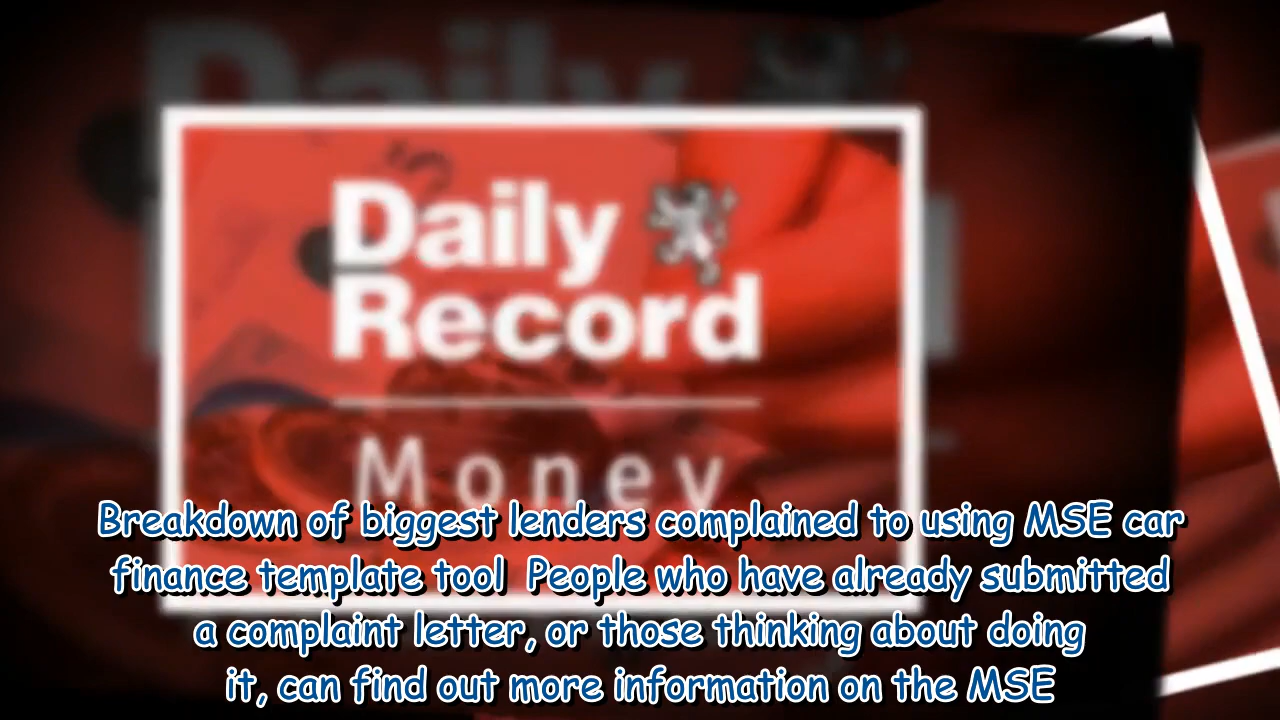 Daily
Daily
Record
Money
Breakdown of biggest lenders complained to using MSE car
finance template tool  People who have already submitted
a complaint letter, or those thinking about doing
it, can find out more information on the MSE